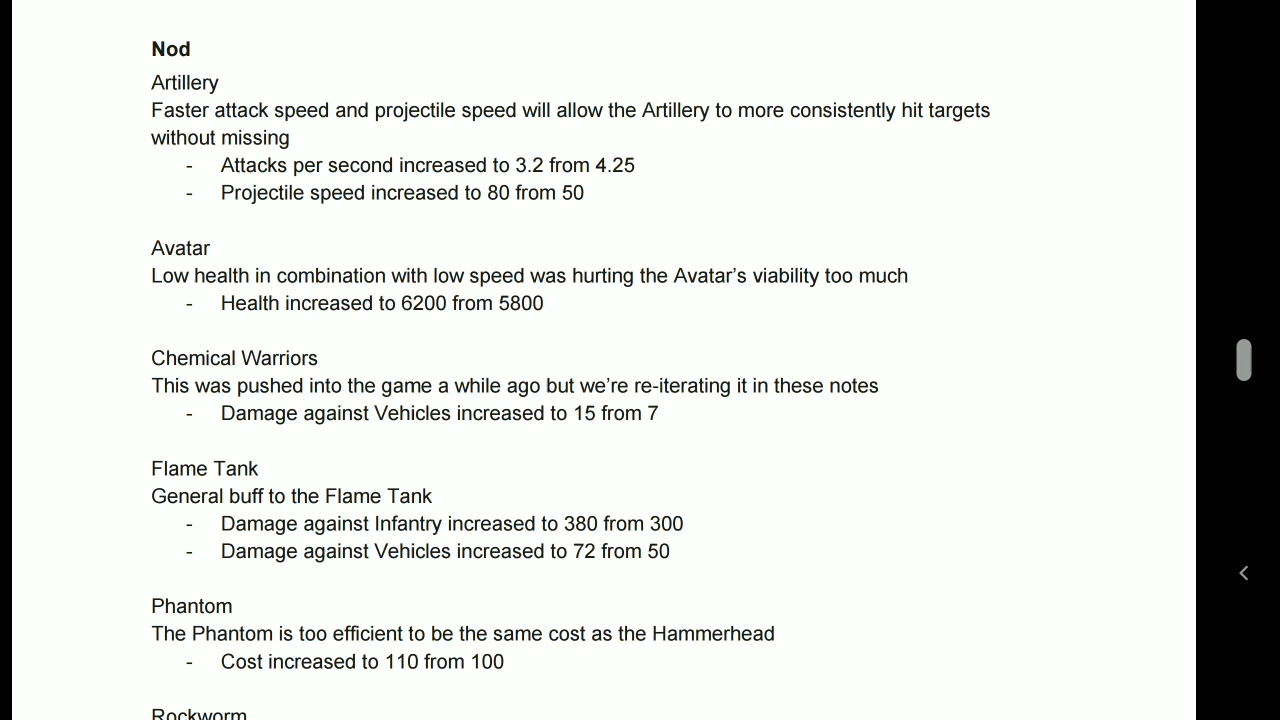 Nod
Artillery
Faster attack speed and projectile speed will allow the Artillery to more consistently hit targets
without missing
- Attacks per second increased to 3.2 from 4.25
- Projectile speed increased to 80 from 50
Avatar
Low health in combination with low speed was hurting the Avatar’s viability too much
- Health increased to 6200 from 5800
Chemical Warriors
This was pushed into the game a while ago but we’re re-iterating it in these notes
- Damage against Vehicles increased to 15 from 7
Flame Tank
General buff to the Flame Tank
- Damage against Infantry increased to 380 from 300
- Damage against Vehicles increased to 72 from 50
Phantom
The Phantom is too efficient to be the same cost as the Hammerhead
- Cost increased to 110 from 100
Rockworm